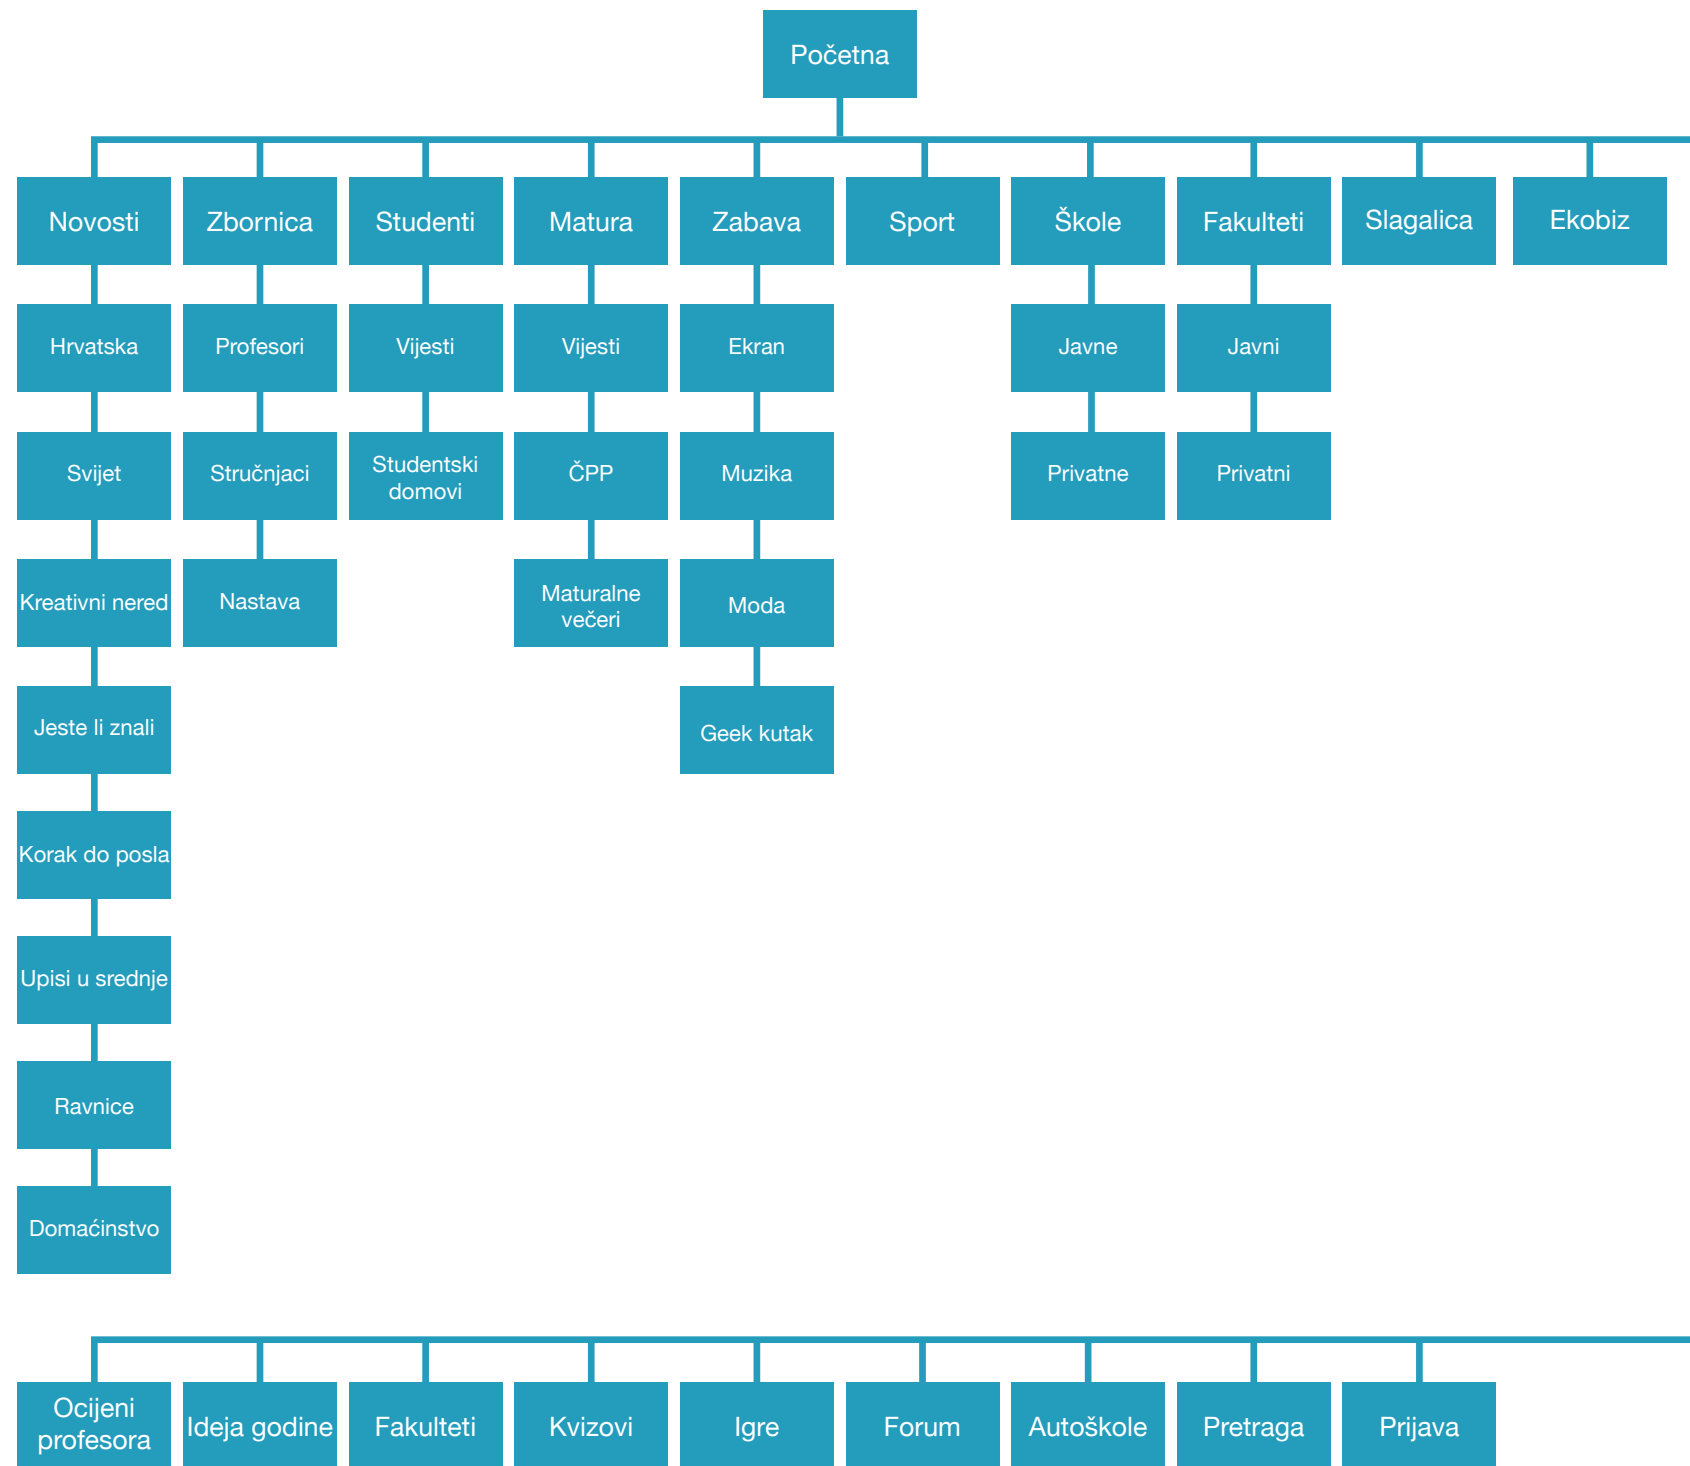 Početna
Novosti
Zbornica
Studenti
Matura
Zabava
Sport
Škole
Fakulteti
Slagalica
Ekobiz
Hrvatska
Profesori
Vijesti
Vijesti
Ekran
Javne
Javni
Svijet
Stručnjaci
Studentski
domovi
ČPP
Muzika
Privatne
Privatni
Kreativni nered
Nastava
Maturalne
večeri
Moda
Jeste li znali
Geek kutak
Korak do posla
Upisi u srednje
Ravnice
Domaćinstvo
Ocijeni
profesora
Ideja godine
Fakulteti
Kvizovi
Igre
Forum
Autoškole
Pretraga
Prijava